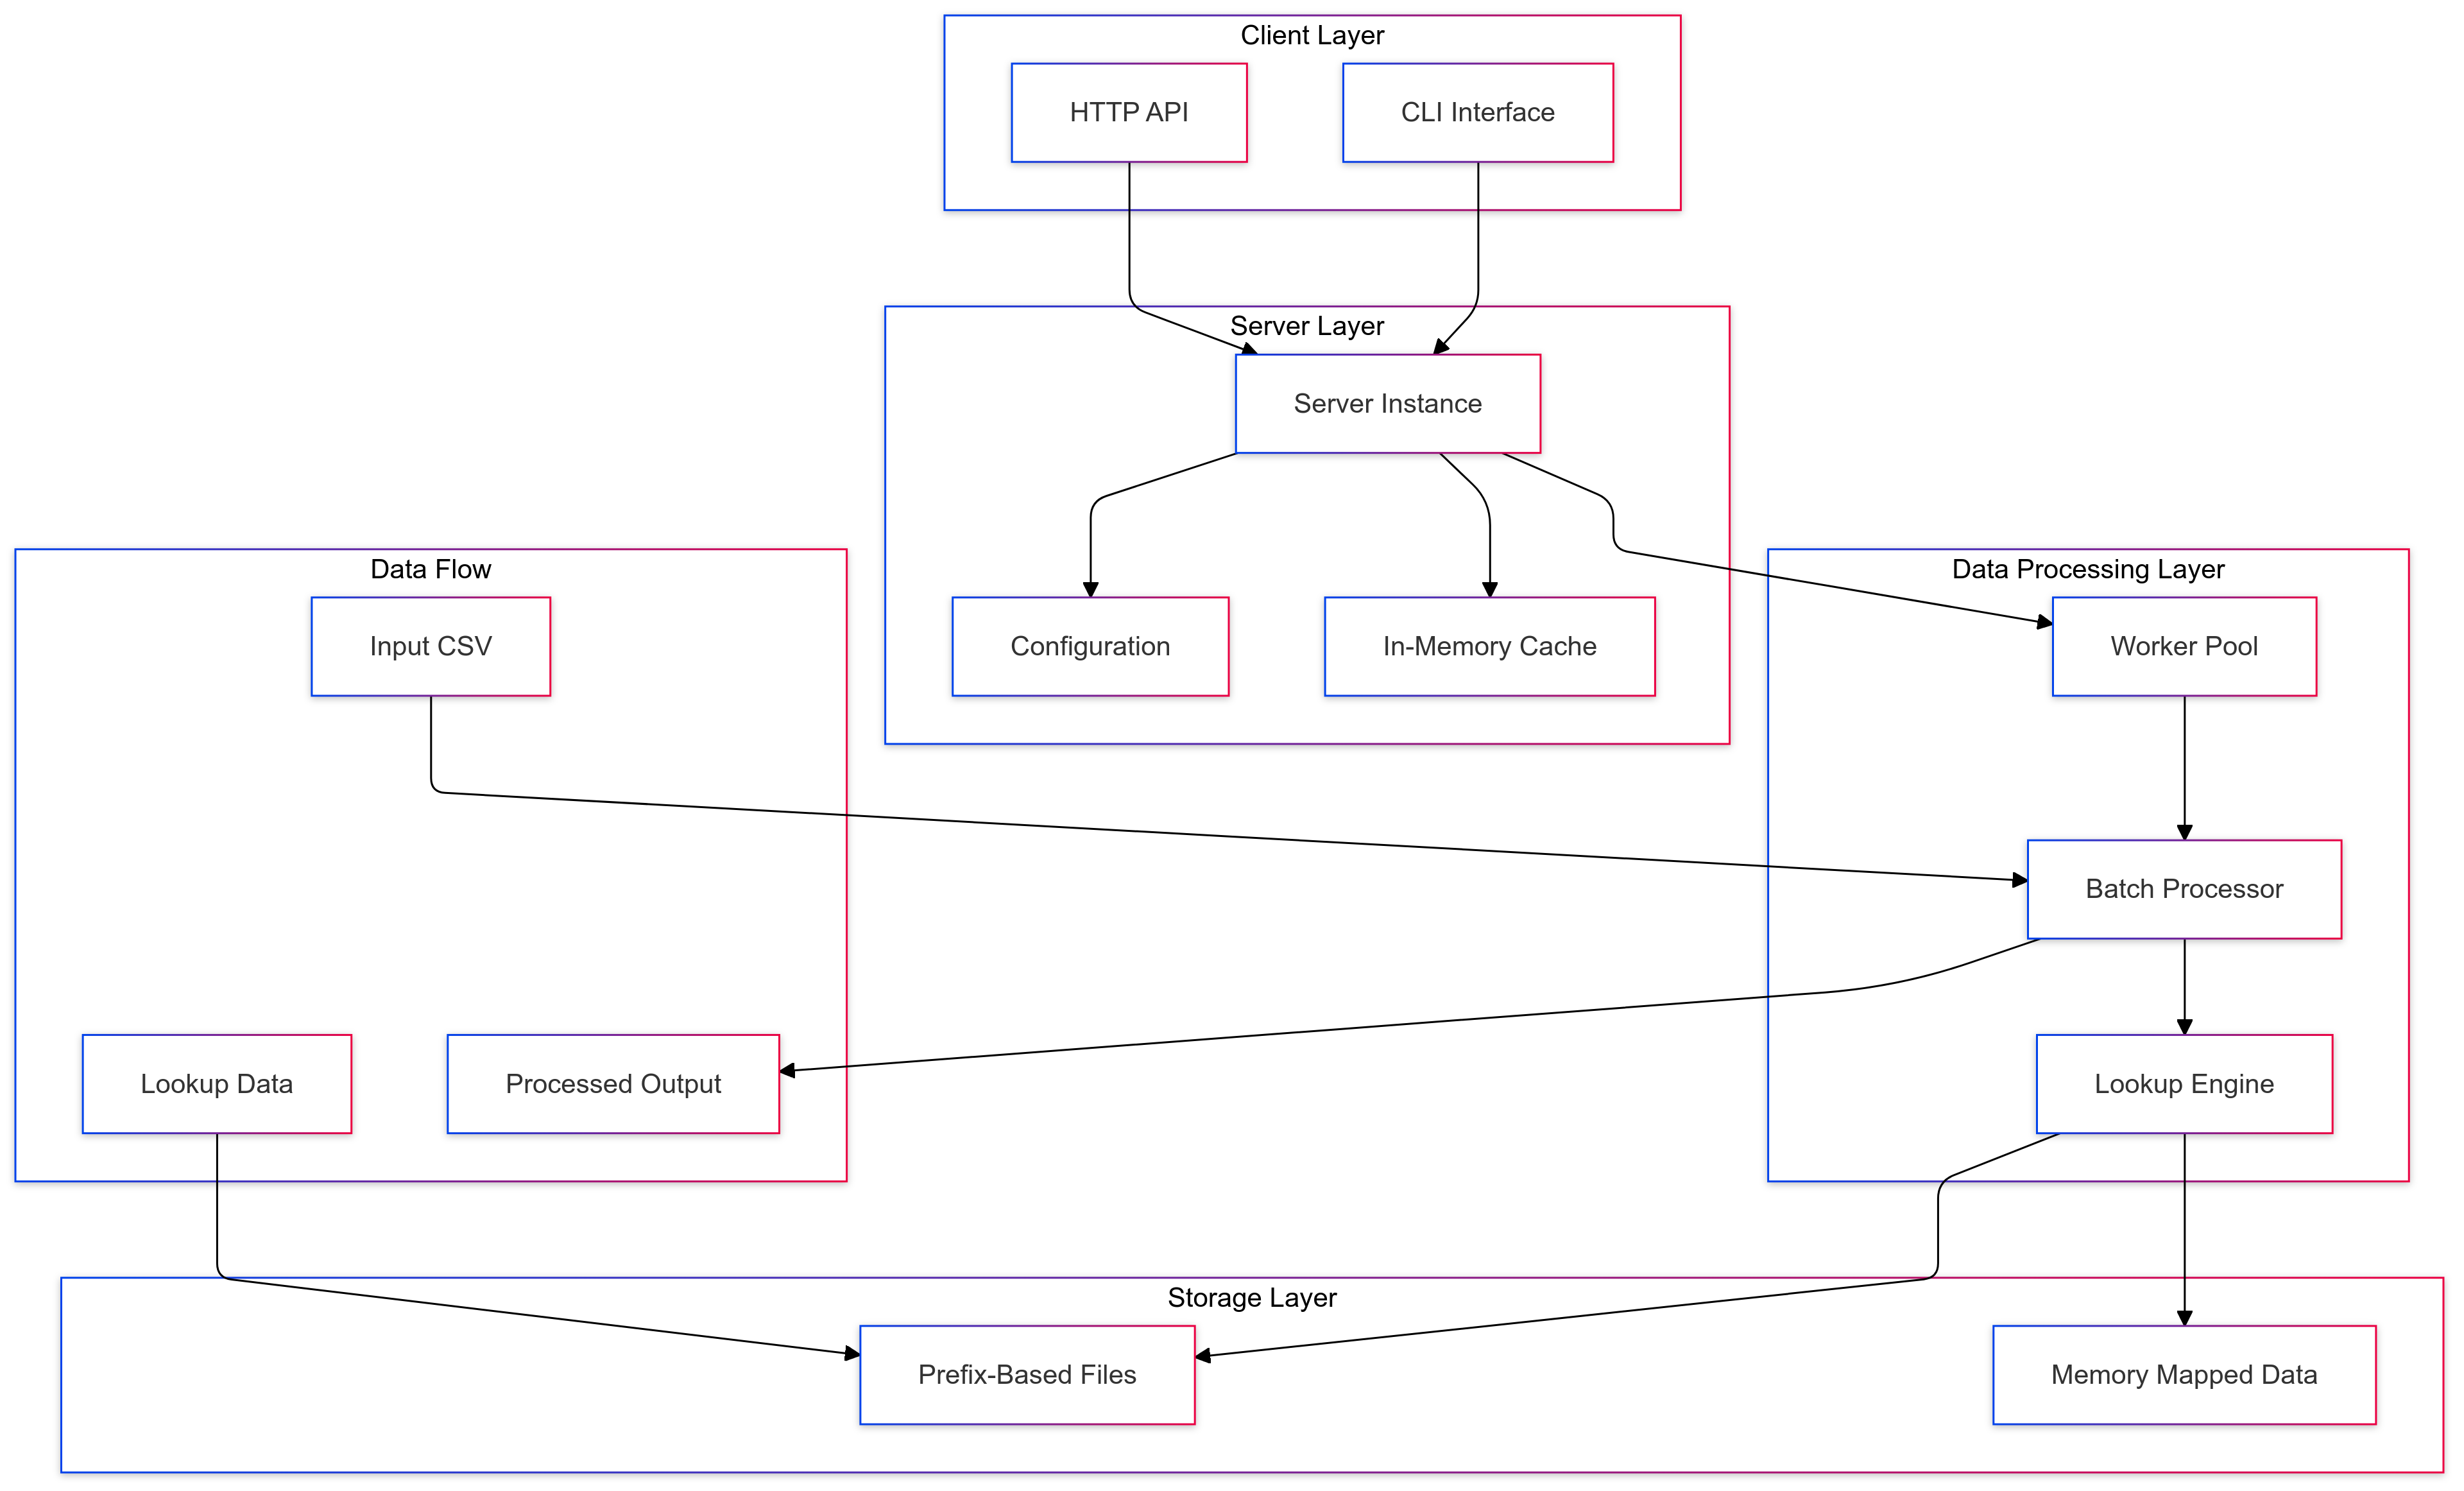 Client Layer
HTTP API
CLI Interface
Server Layer
Server Instance
Data Flow
Data Processing Layer
Input CSV
Configuration
In-Memory Cache
Worker Pool
Batch Processor
Lookup Data
Processed Output
Lookup Engine
Storage Layer
Prefix-Based Files
Memory Mapped Data